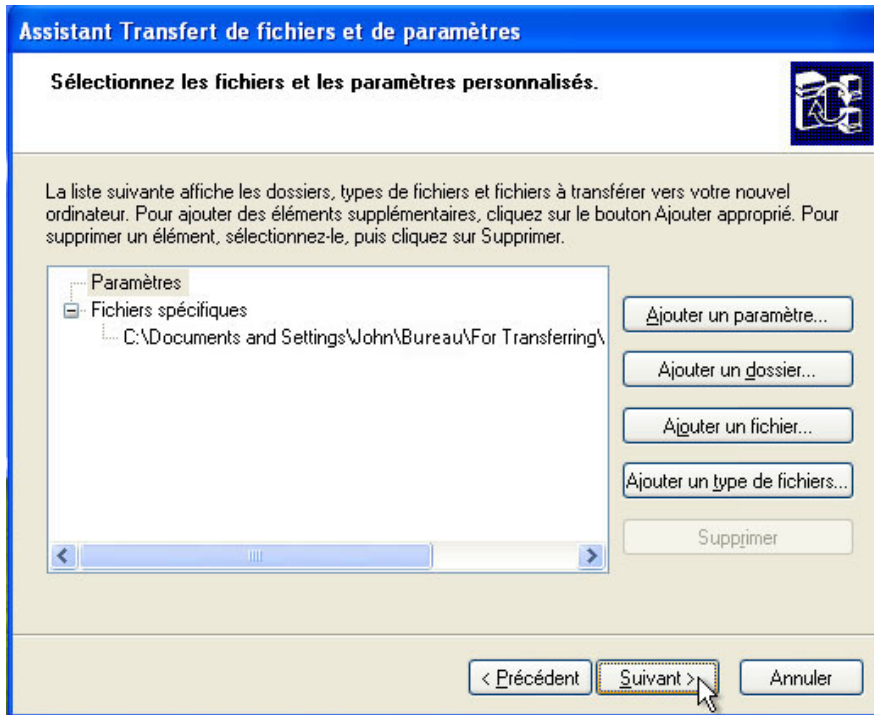 Assistant Transfert de fichiers et de paramètres
Sélectionnez les fichiers et les paramètres personnalisés.
La liste suivante affiche les dossiers, types de fichiers et fichiers à transférer vers votre nouvel
ordinateur. Pour ajouter des éléments supplémentaires, cliquez sur le bouton Ajouter approprié. Pour
supprimer un élément, sélectionnez-le, puis cliquez sur Supprimer.
Paramètres
Fichiers spécifiques
C:\Documents and Settings\John\Bureau\For Transferring\
Ajouter un paramètre...
Ajouter un dossier...
Ajouter un fichier...
Ajouter un type de fichiers...
Supprimer
< Précédent
Suivant >
Annuler